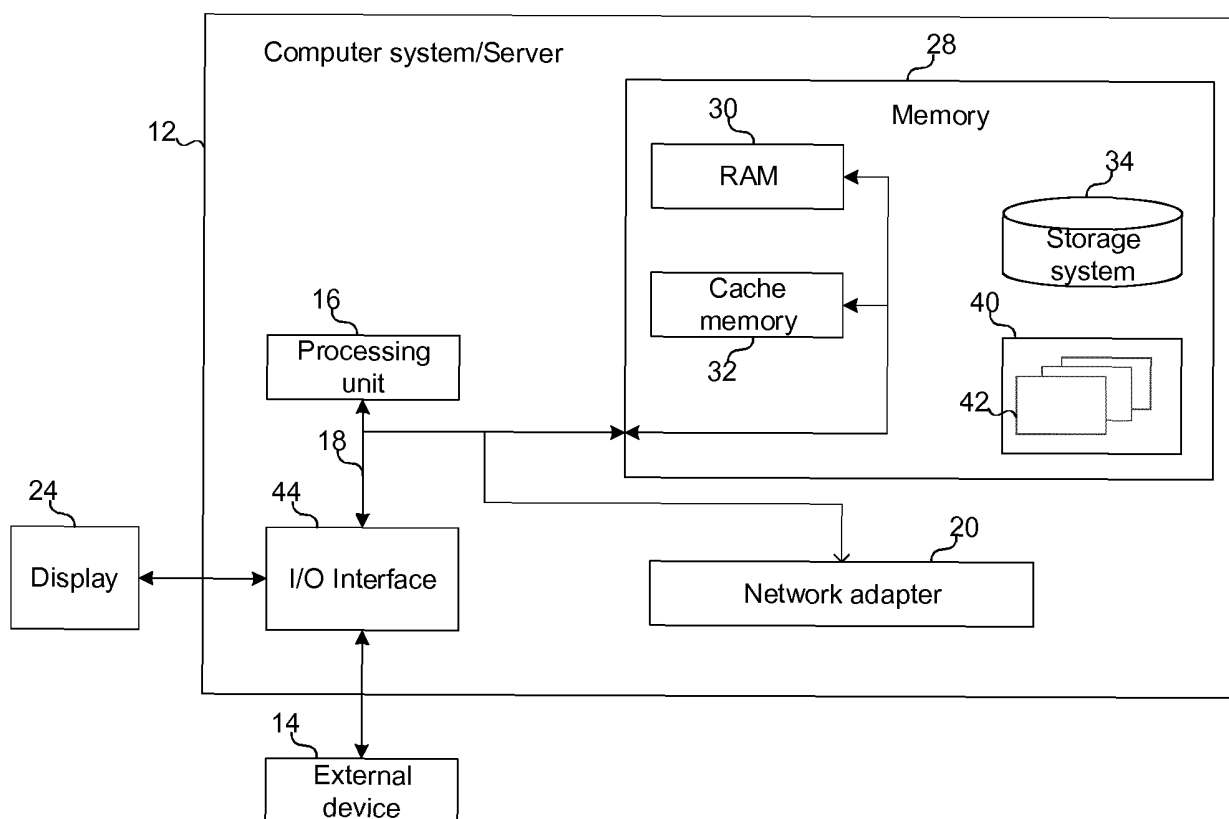 Computer system/Server
28
12
Memory
30
RAM
34
Storage
system
Cache
memory
32
16
Processing
unit
40
42
18
24
44
Display
I/O Interface
20
Network adapter
14
External
device